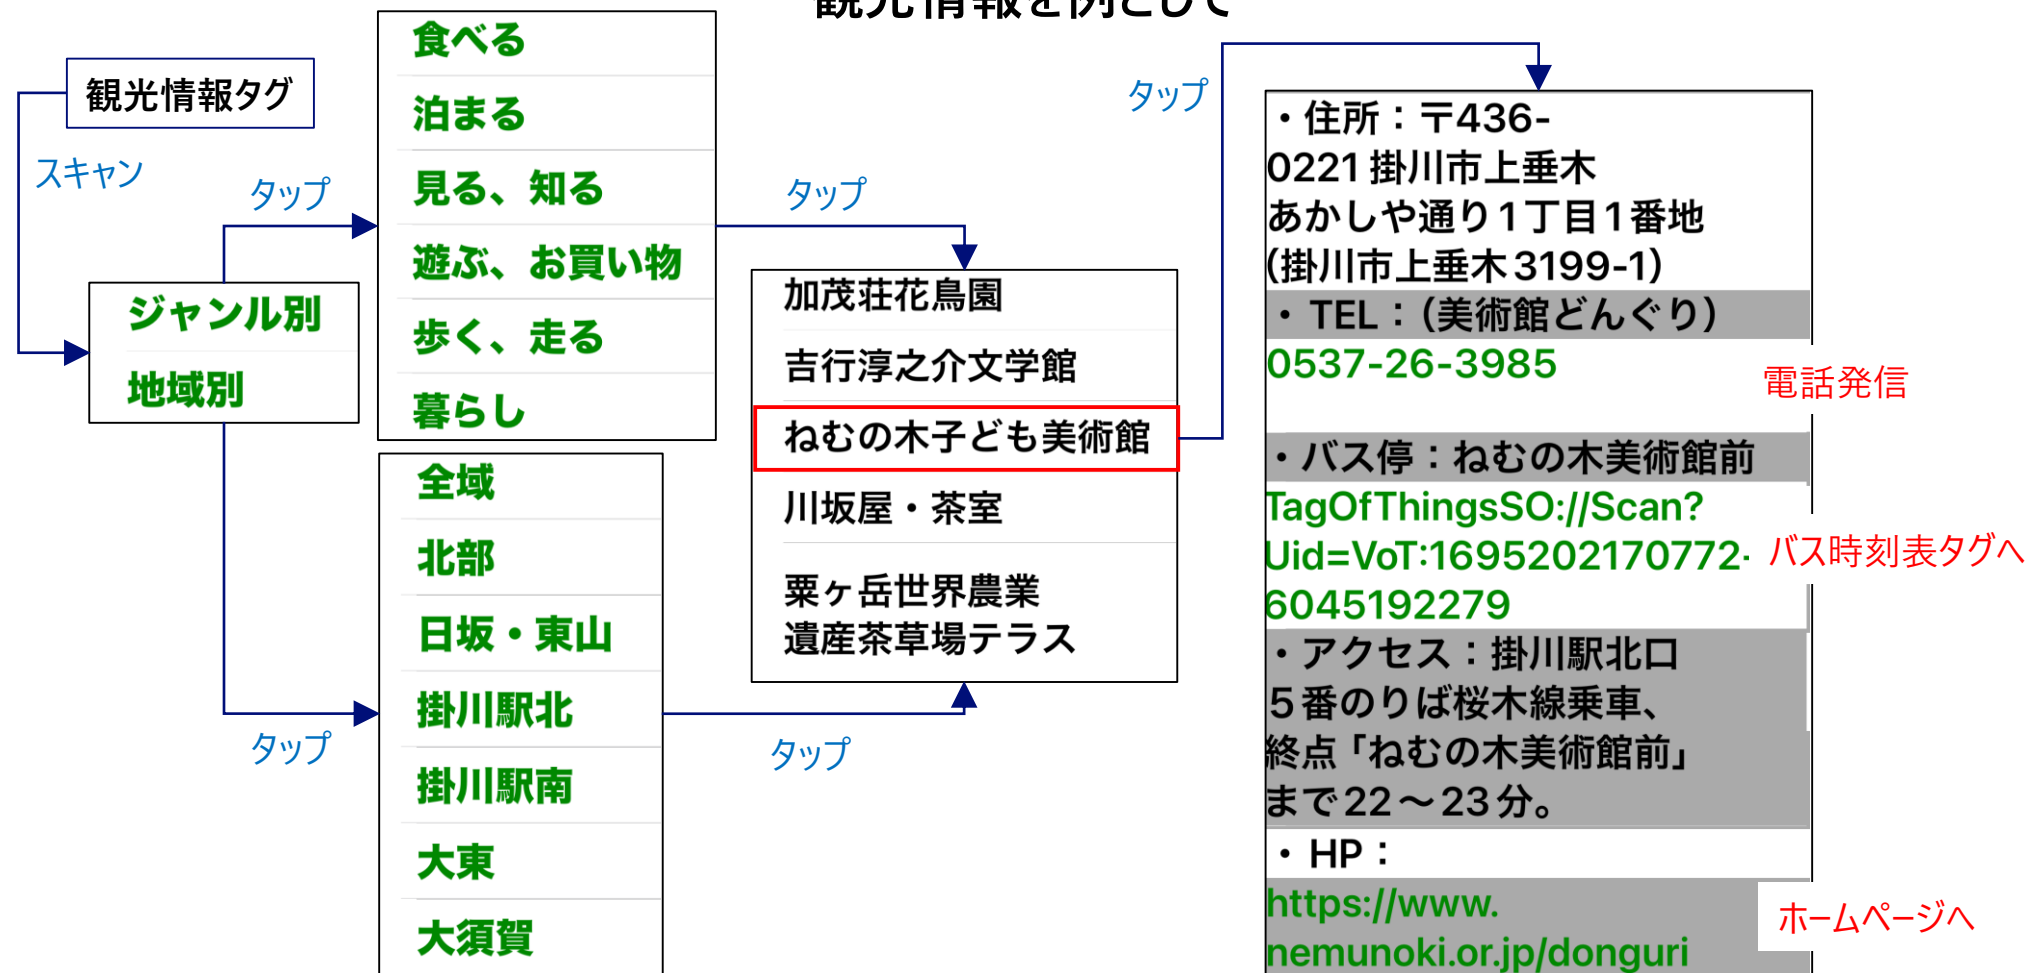 観光情報を例として
観光情報タグ
スキャン
ジャンル別
地域別
タップ
食べる
泊まる
見る、知る
遊ぶ、お買い物
歩く、走る
暮らし
タップ
全域
北部
日坂・東山
掛川駅北
掛川駅南
大東
大須賀
タップ
加茂荘花鳥園
吉行淳之介文学館
ねむの木子ども美術館
川坂屋・茶室
粟ヶ岳世界農業
遺産茶草場テラス
タップ
タップ
・住所：〒436-
0221 掛川市上垂木
あかしや通り1丁目1番地
(掛川市上垂木3199-1)
・TEL：(美術館どんぐり)
0537-26-3985
電話発信
・バス停：ねむの木美術館前
TagOfThingsSO://Scan?
Uid=VoT:1695202170772-
6045192279
バス時刻表タグへ
・アクセス：掛川駅北口
5番のりば桜木線乗車、
終点「ねむの木美術館前」
まで22～23分。
・HP：
https://www.
nemunoki.or.jp/donguri
ホームページへ